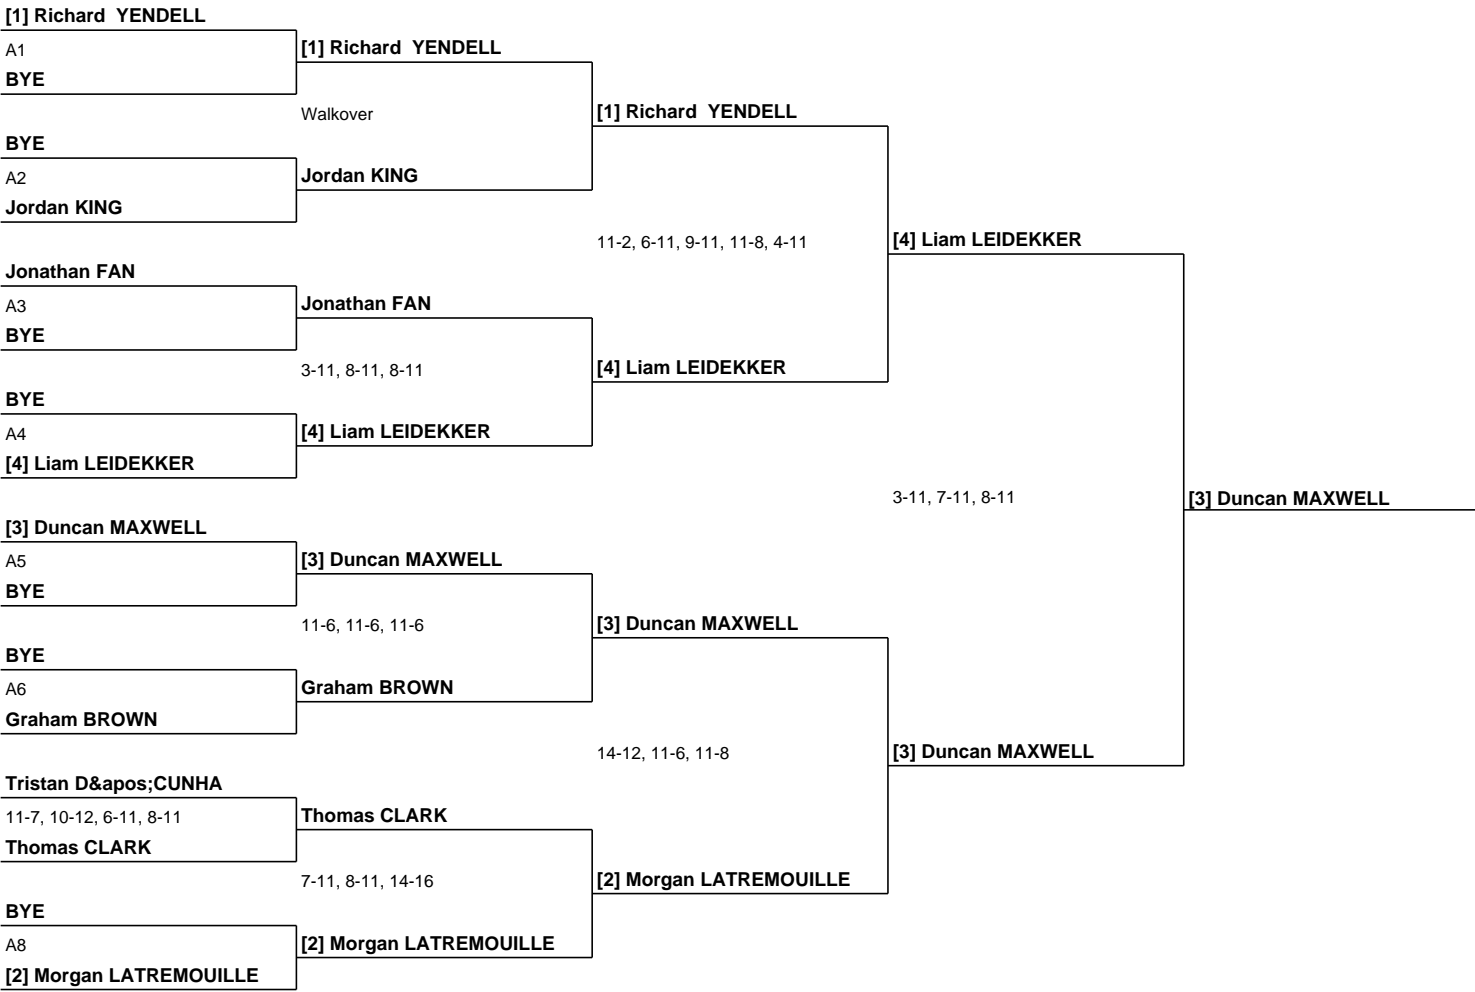 [1] Richard  YENDELL
A1
BYE
BYE
A2
Jordan KING
Jonathan FAN
A3
BYE
BYE
A4
[4] Liam LEIDEKKER
[3] Duncan MAXWELL
A5
BYE
BYE
A6
Graham BROWN
Tristan D&apos;CUNHA
11-7, 10-12, 6-11, 8-11
Thomas CLARK
BYE
A8
[2] Morgan LATREMOUILLE
[1] Richard  YENDELL
Walkover
Jordan KING
Jonathan FAN
3-11, 8-11, 8-11
[4] Liam LEIDEKKER
[3] Duncan MAXWELL
11-6, 11-6, 11-6
Graham BROWN
Thomas CLARK
7-11, 8-11, 14-16
[2] Morgan LATREMOUILLE
[1] Richard  YENDELL
11-2, 6-11, 9-11, 11-8, 4-11
[4] Liam LEIDEKKER
[3] Duncan MAXWELL
14-12, 11-6, 11-8
[2] Morgan LATREMOUILLE
[4] Liam LEIDEKKER
3-11, 7-11, 8-11
[3] Duncan MAXWELL
[3] Duncan MAXWELL